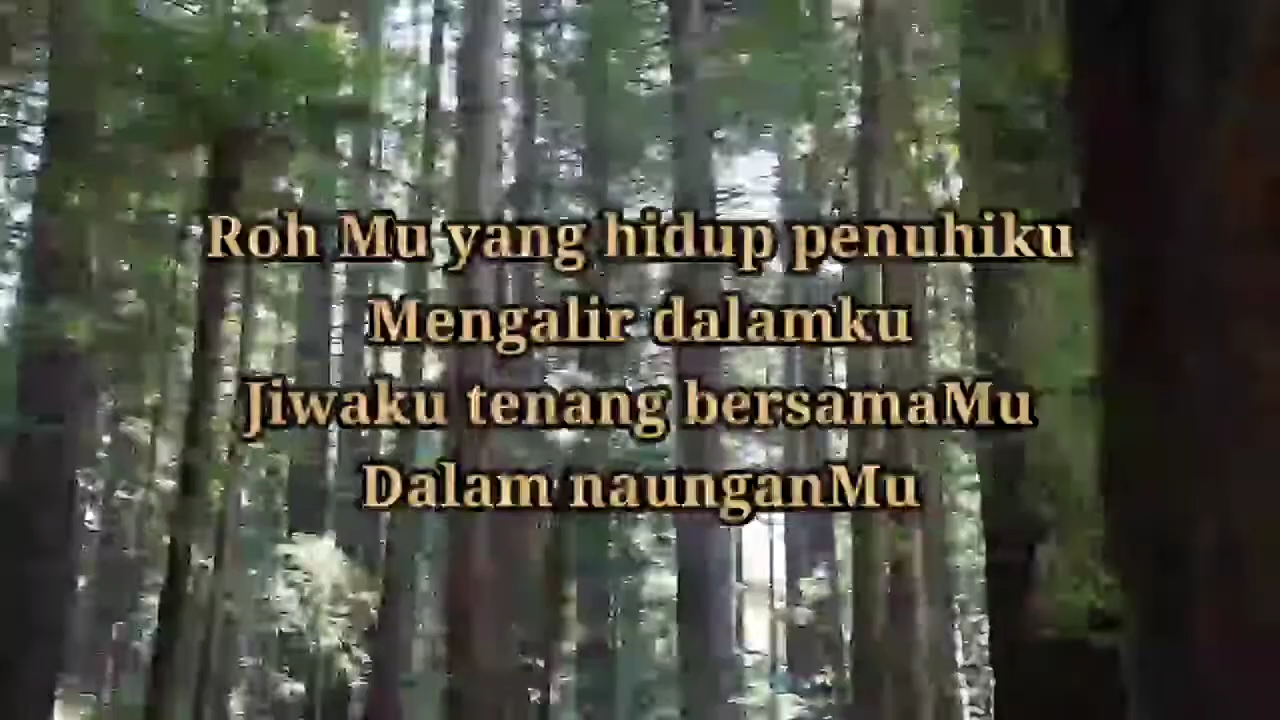 Roh Mu yang hidup penuhiku
Mengalir dalamku
Jiwaku tenang bersamaMu
Dalam naunganMu